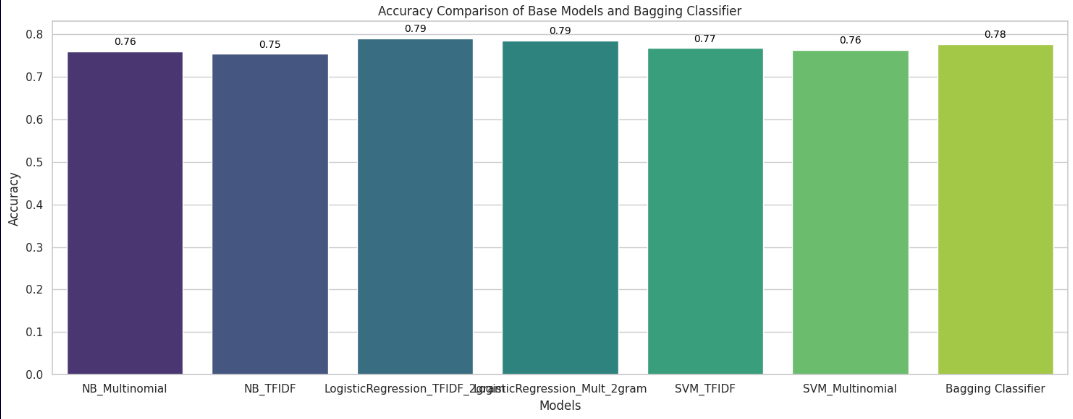 Accuracy Comparison of Base Models and Bagging Classifier
0.76
0.75
0.79
0.79
0.77
0.76
0.78
0.8
0.7
0.6
0.5
0.4
0.3
0.2
0.1
0.0
Accuracy
NB_Multinomial
NB_TFIDF
LogisticRegression_TFIDF_2gram
LogisticRegression_Mult_2gram
SVM_TFIDF
SVM_Multinomial
Bagging Classifier
Models